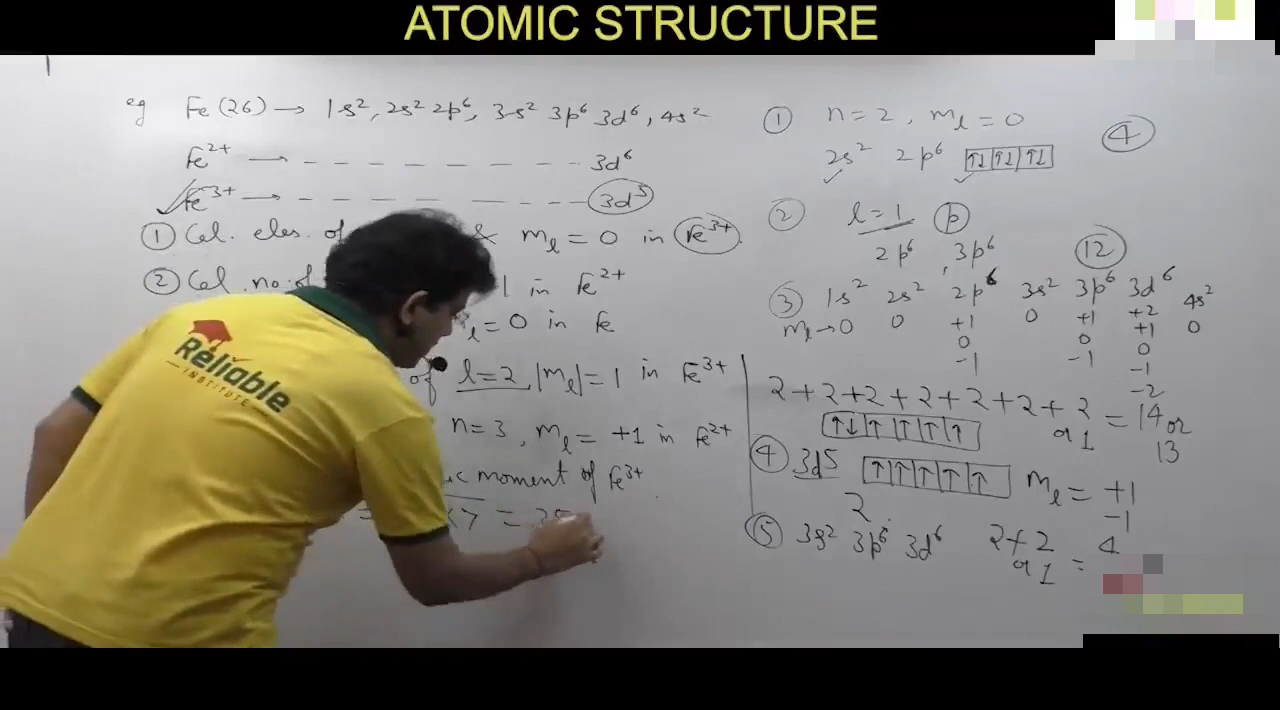 ATOMIC STRUCTURE
eg Fe(26) → 1s², 2s² 2p⁶, 3s² 3p⁶ 3d⁶, 4s²
Fe²⁺ → – – – – – – – – – 3d⁶
✓Fe³⁺ → – – – – – – – – – 3d⁵
① Cal. eles. of & mₗ = 0 in Fe³⁺
② Cal. no. of 1 in Fe²⁺
ₗ = 0 in Fe
of l = 2, |mₗ| = 1 in Fe³⁺
n = 3, mₗ = +1 in Fe²⁺
moment of Fe³⁺
= ×7 = 35
Reliable
INSTITUTE
① n = 2, mₗ = 0 ④
2s² 2p⁶ ↑↓ ↑↓ ↑↓
✓ ✓
② l = 1 p
2p⁶, 3p⁶ ⑫
③ 1s² 2s² 2p⁶ 3s² 3p⁶ 3d⁶ 4s²
mₗ → 0 0 +1 0 +1 +2 0
0 0 +1
-1 -1 0
-1
-2
2 + 2 + 2 + 2 + 2 + 2 + 2 = 14 or
↑↓ ↑ ↑ ↑ ↑ or 1 13
④ 3d⁵ ↑ ↑ ↑ ↑ ↑ mₗ = +1
2 -1
⑤ 3s² 3p⁶ 3d⁶ 2 + 2 = 4
or 1